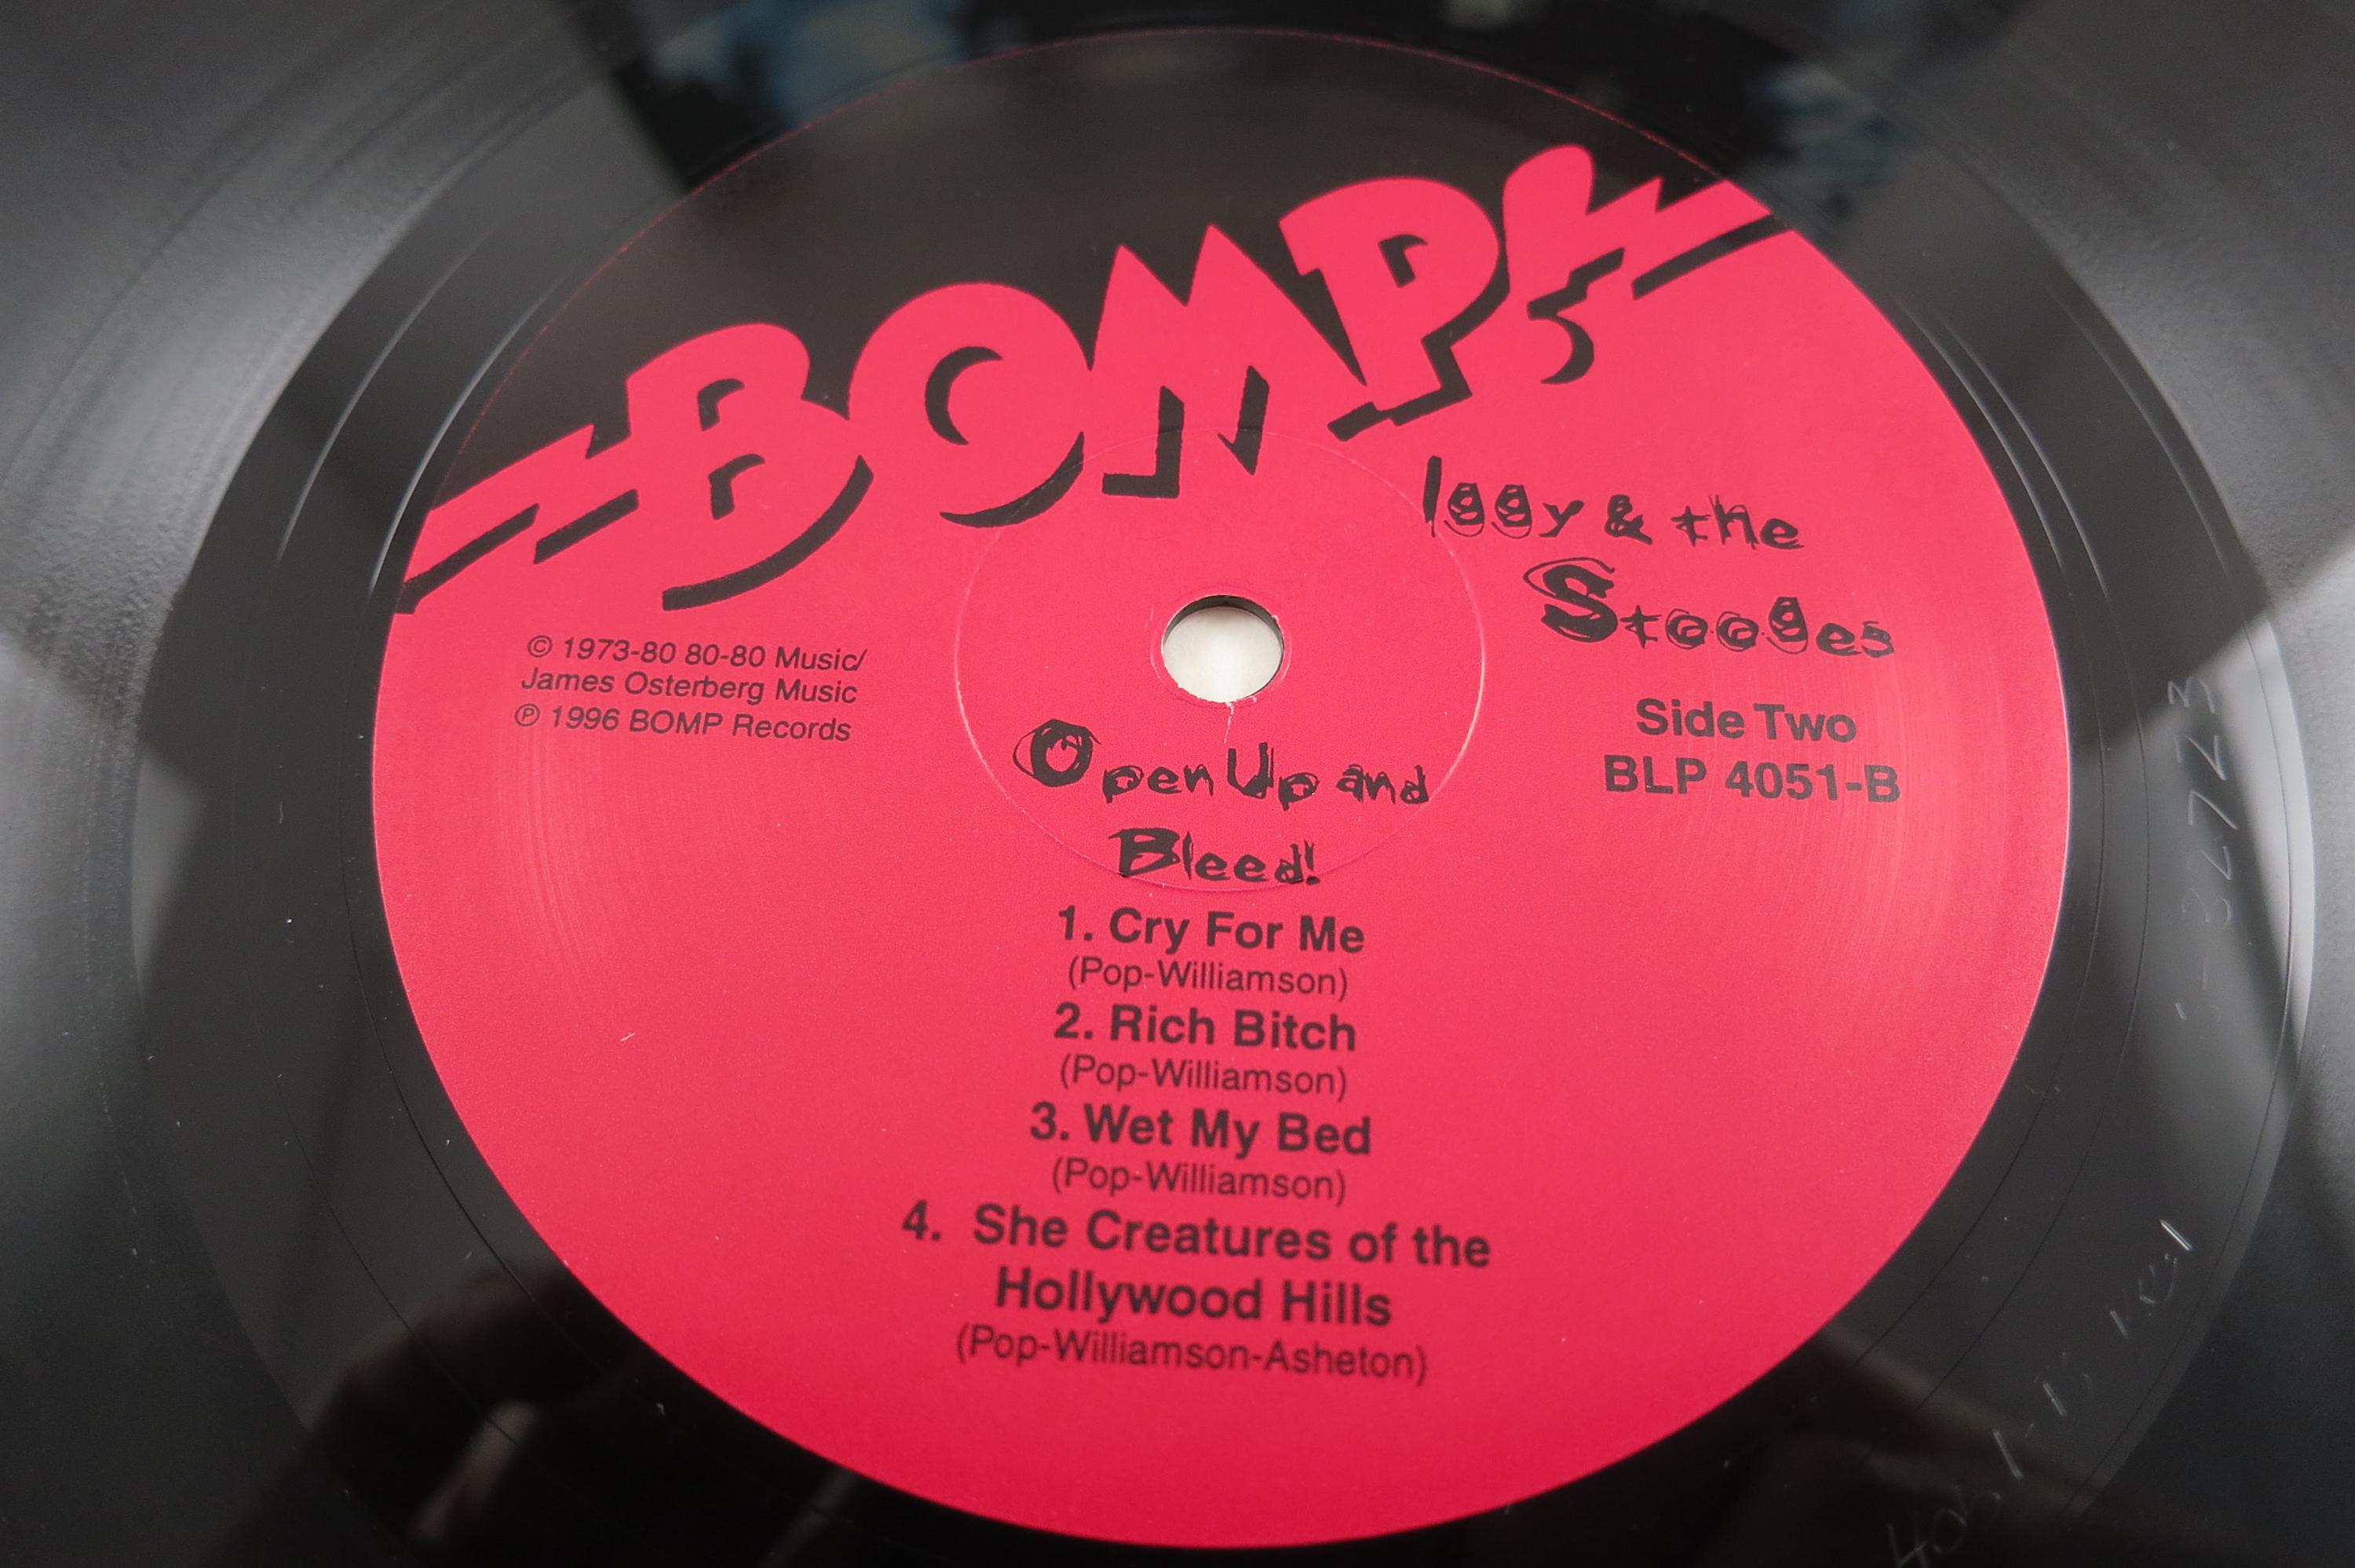 BOMP!
Iggy & the
Stooges
© 1973-80 80-80 Music/
James Osterberg Music
℗ 1996 BOMP Records
Side Two
BLP 4051-B
Open Up and
Bleed!
1. Cry For Me
(Pop-Williamson)
2. Rich Bitch
(Pop-Williamson)
3. Wet My Bed
(Pop-Williamson)
4. She Creatures of the
Hollywood Hills
(Pop-Williamson-Asheton)